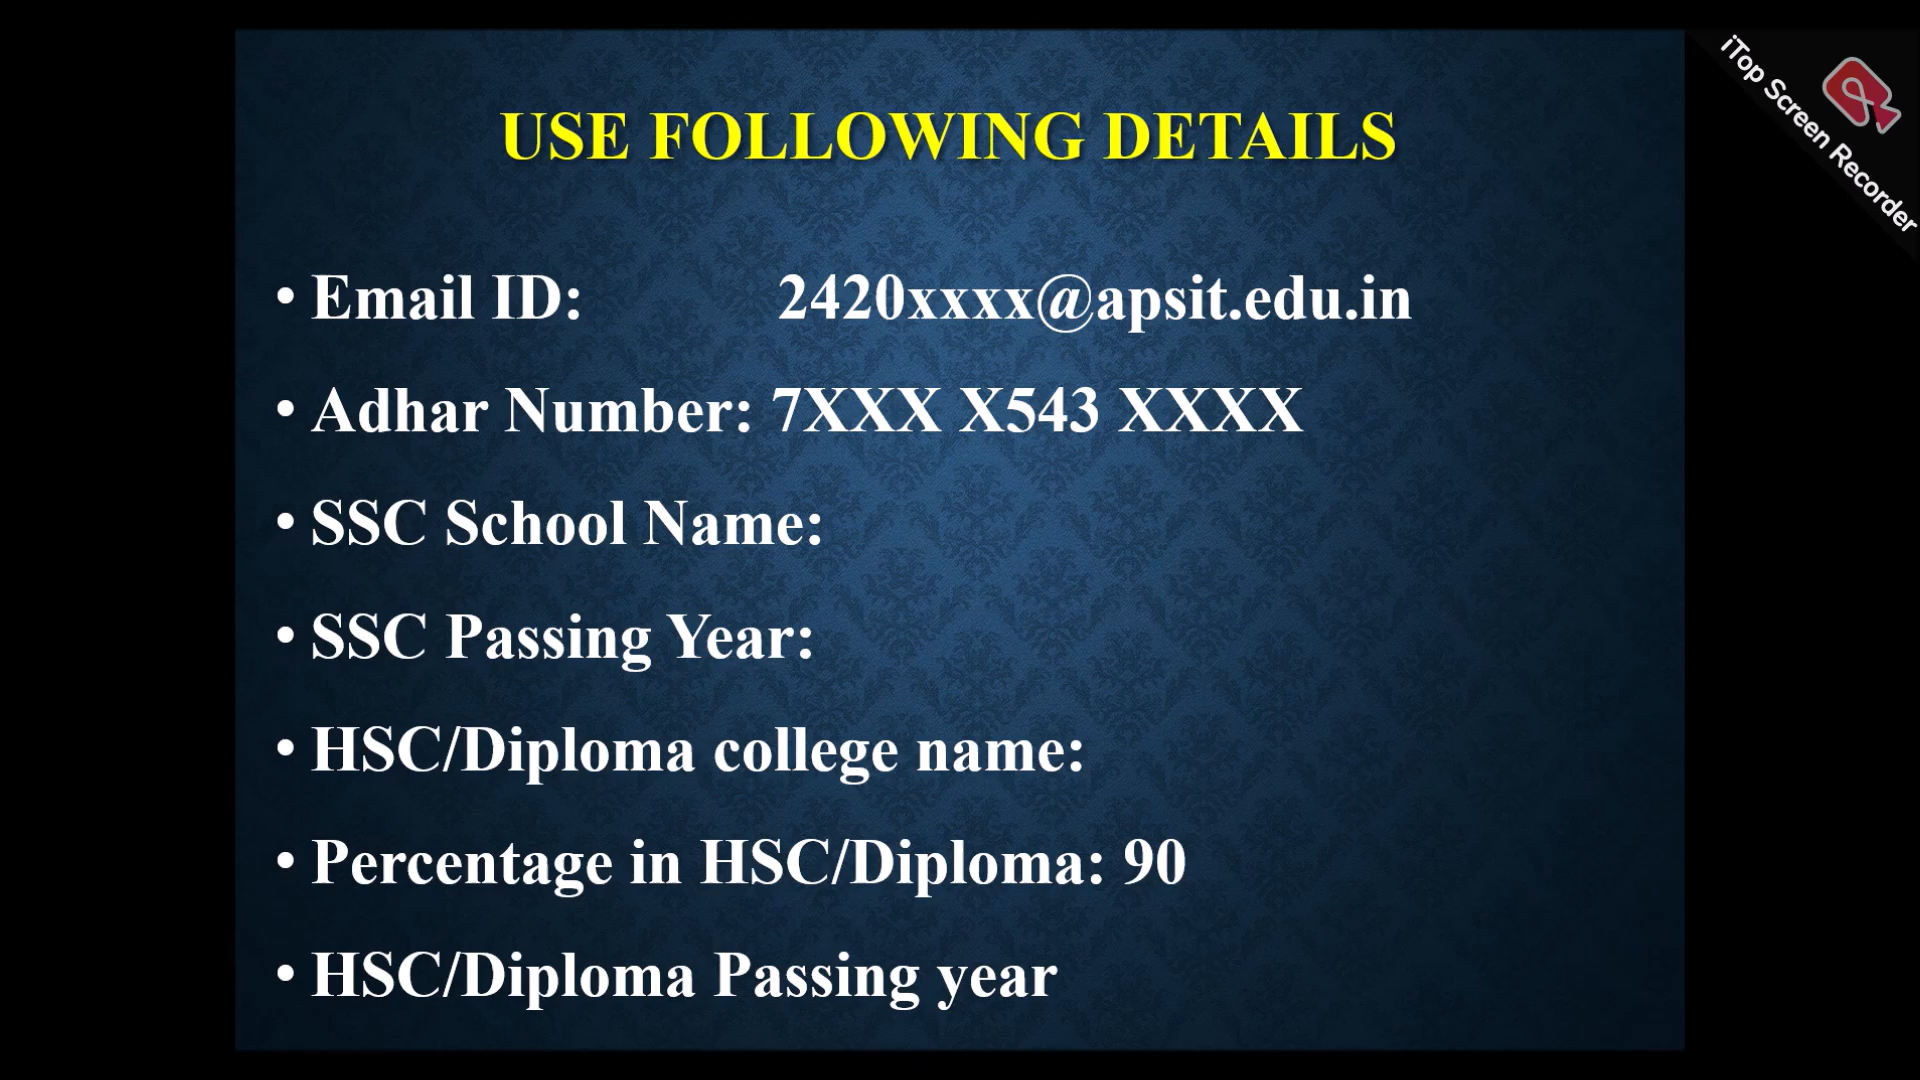 USE FOLLOWING DETAILS
• Email ID: 2420xxxx@apsit.edu.in
• Adhar Number: 7XXX X543 XXXX
• SSC School Name:
• SSC Passing Year:
• HSC/Diploma college name:
• Percentage in HSC/Diploma: 90
• HSC/Diploma Passing year
iTop Screen Recorder